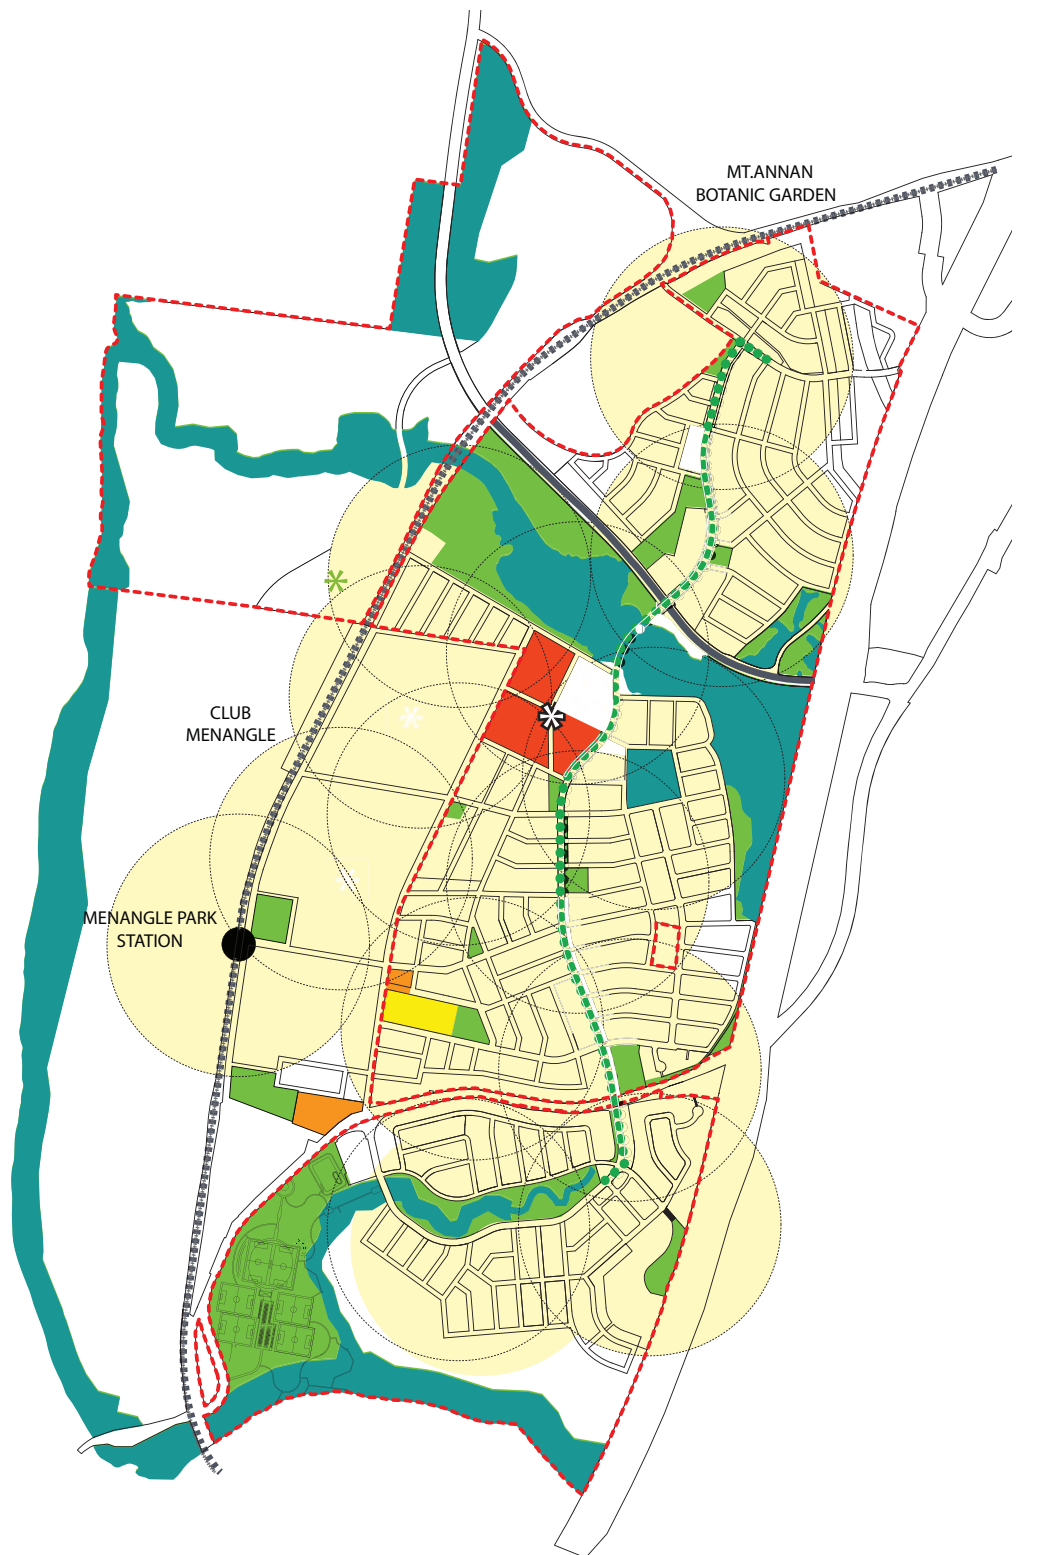 MT.ANNAN
BOTANIC GARDEN
CLUB
MENANGLE
MENANGLE PARK
STATION